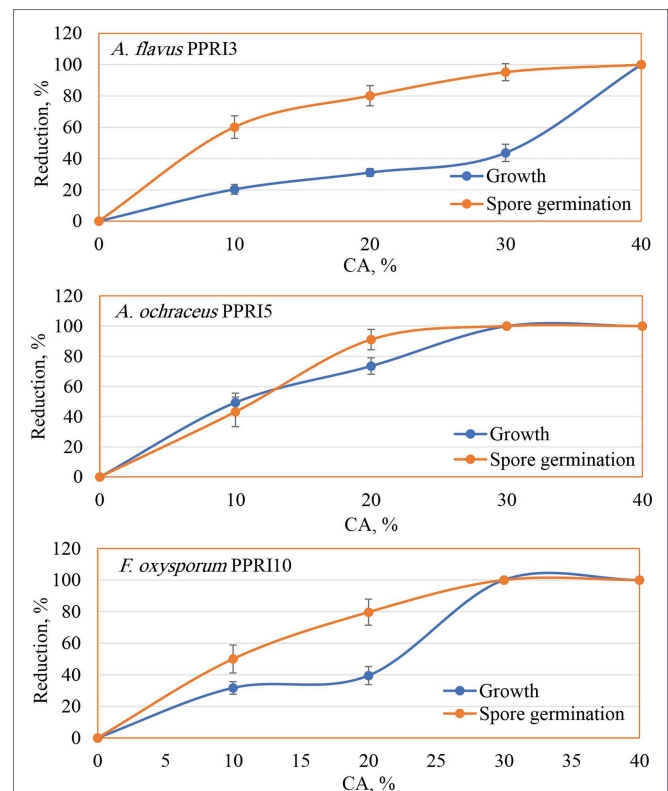 120
A. flavus PPRI3
100
80
60
40
20
0
Reduction, %
Growth
Spore germination
0 10 20 30 40
CA, %
120
A. ochraceus PPRI5
100
80
60
40
20
0
Reduction, %
Growth
Spore germination
0 10 20 30 40
CA, %
120
F. oxysporum PPRI10
100
80
60
40
20
0
Reduction, %
Growth
Spore germination
0 5 10 15 20 25 30 35 40
CA, %